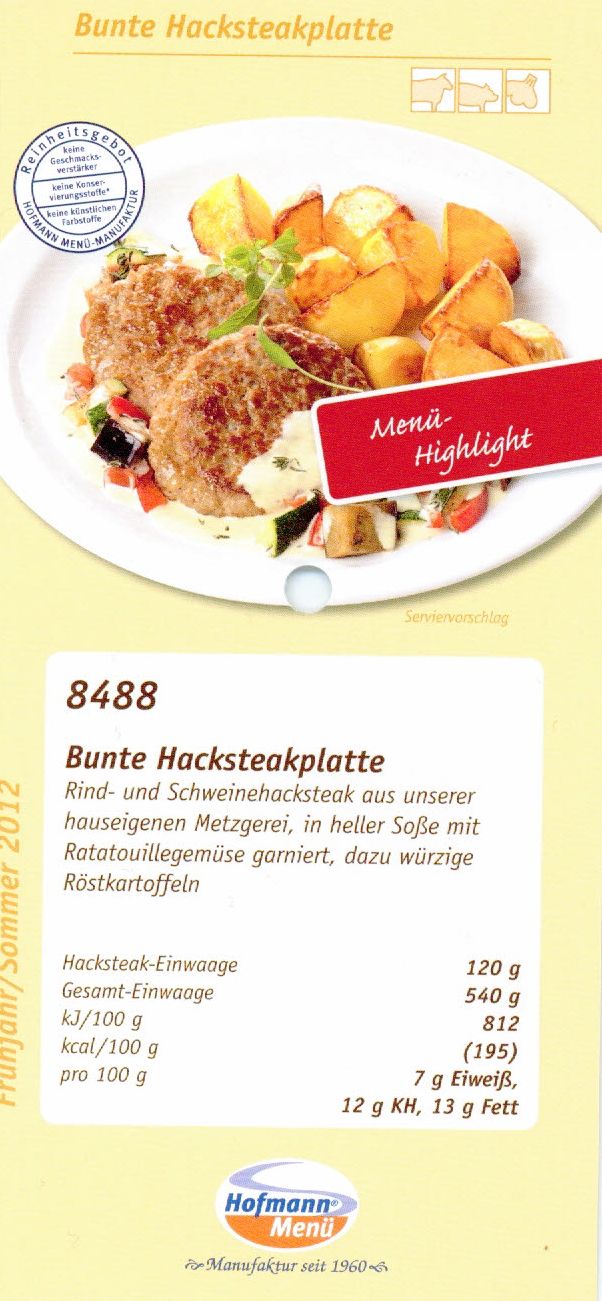 Bunte Hacksteakplatte
Reinheitsgebot
keine
Geschmacks-
verstärker
keine Konser-
vierungsstoffe*
keine künstlichen
Farbstoffe
HOFMANN MENÜ-MANUFAKTUR
Menü-
Highlight
Serviervorschlag
8488
Bunte Hacksteakplatte
Rind- und Schweinehacksteak aus unserer
hauseigenen Metzgerei, in heller Soße mit
Ratatouillegemüse garniert, dazu würzige
Röstkartoffeln
Hacksteak-Einwaage 120 g
Gesamt-Einwaage 540 g
kJ/100 g 812
kcal/100 g (195)
pro 100 g 7 g Eiweiß,
12 g KH, 13 g Fett
Frühjahr/Sommer 2012
Hofmann®
Menü
Manufaktur seit 1960